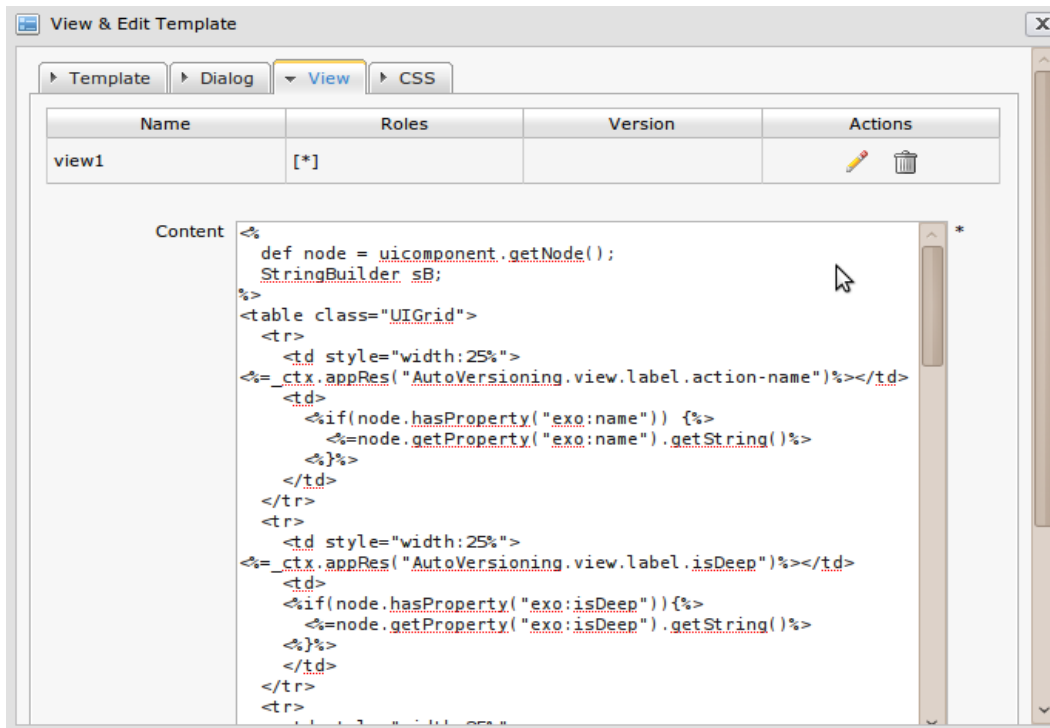 View & Edit Template
X
Template Dialog View CSS
Name Roles Version Actions
view1 [*]
Content *
<%
  def node = uicomponent.getNode();
  StringBuilder sB;
%>
<table class="UIGrid">
  <tr>
    <td style="width:25%">
<%=_ctx.appRes("AutoVersioning.view.label.action-name")%></td>
    <td>
      <%if(node.hasProperty("exo:name")) {%>
        <%=node.getProperty("exo:name").getString()%>
      <%}%>
    </td>
  </tr>
  <tr>
    <td style="width:25%">
<%=_ctx.appRes("AutoVersioning.view.label.isDeep")%></td>
    <td>
    <%if(node.hasProperty("exo:isDeep")){%>
      <%=node.getProperty("exo:isDeep").getString()%>
    <%}%>
    </td>
  </tr>
  <tr>